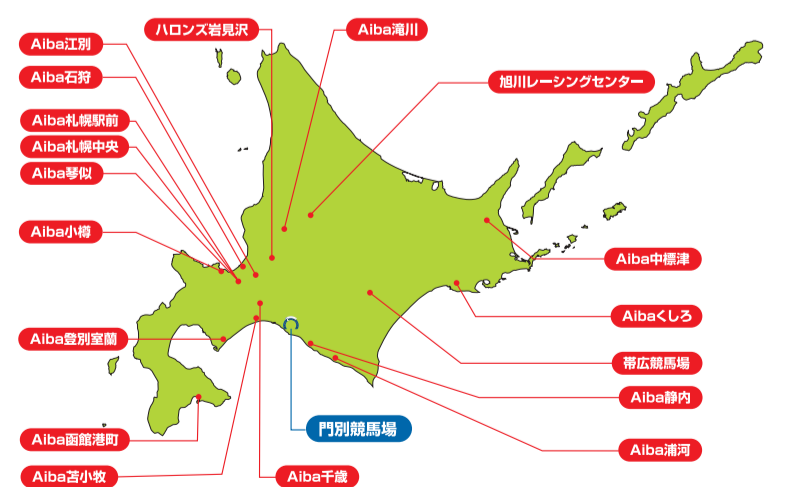 ハロンズ岩見沢
Aiba滝川
Aiba江別
Aiba石狩
旭川レーシングセンター
Aiba札幌駅前
Aiba札幌中央
Aiba琴似
Aiba小樽
Aiba中標津
Aibaくしろ
Aiba登別室蘭
帯広競馬場
Aiba静内
門別競馬場
Aiba函館港町
Aiba浦河
Aiba苫小牧
Aiba千歳